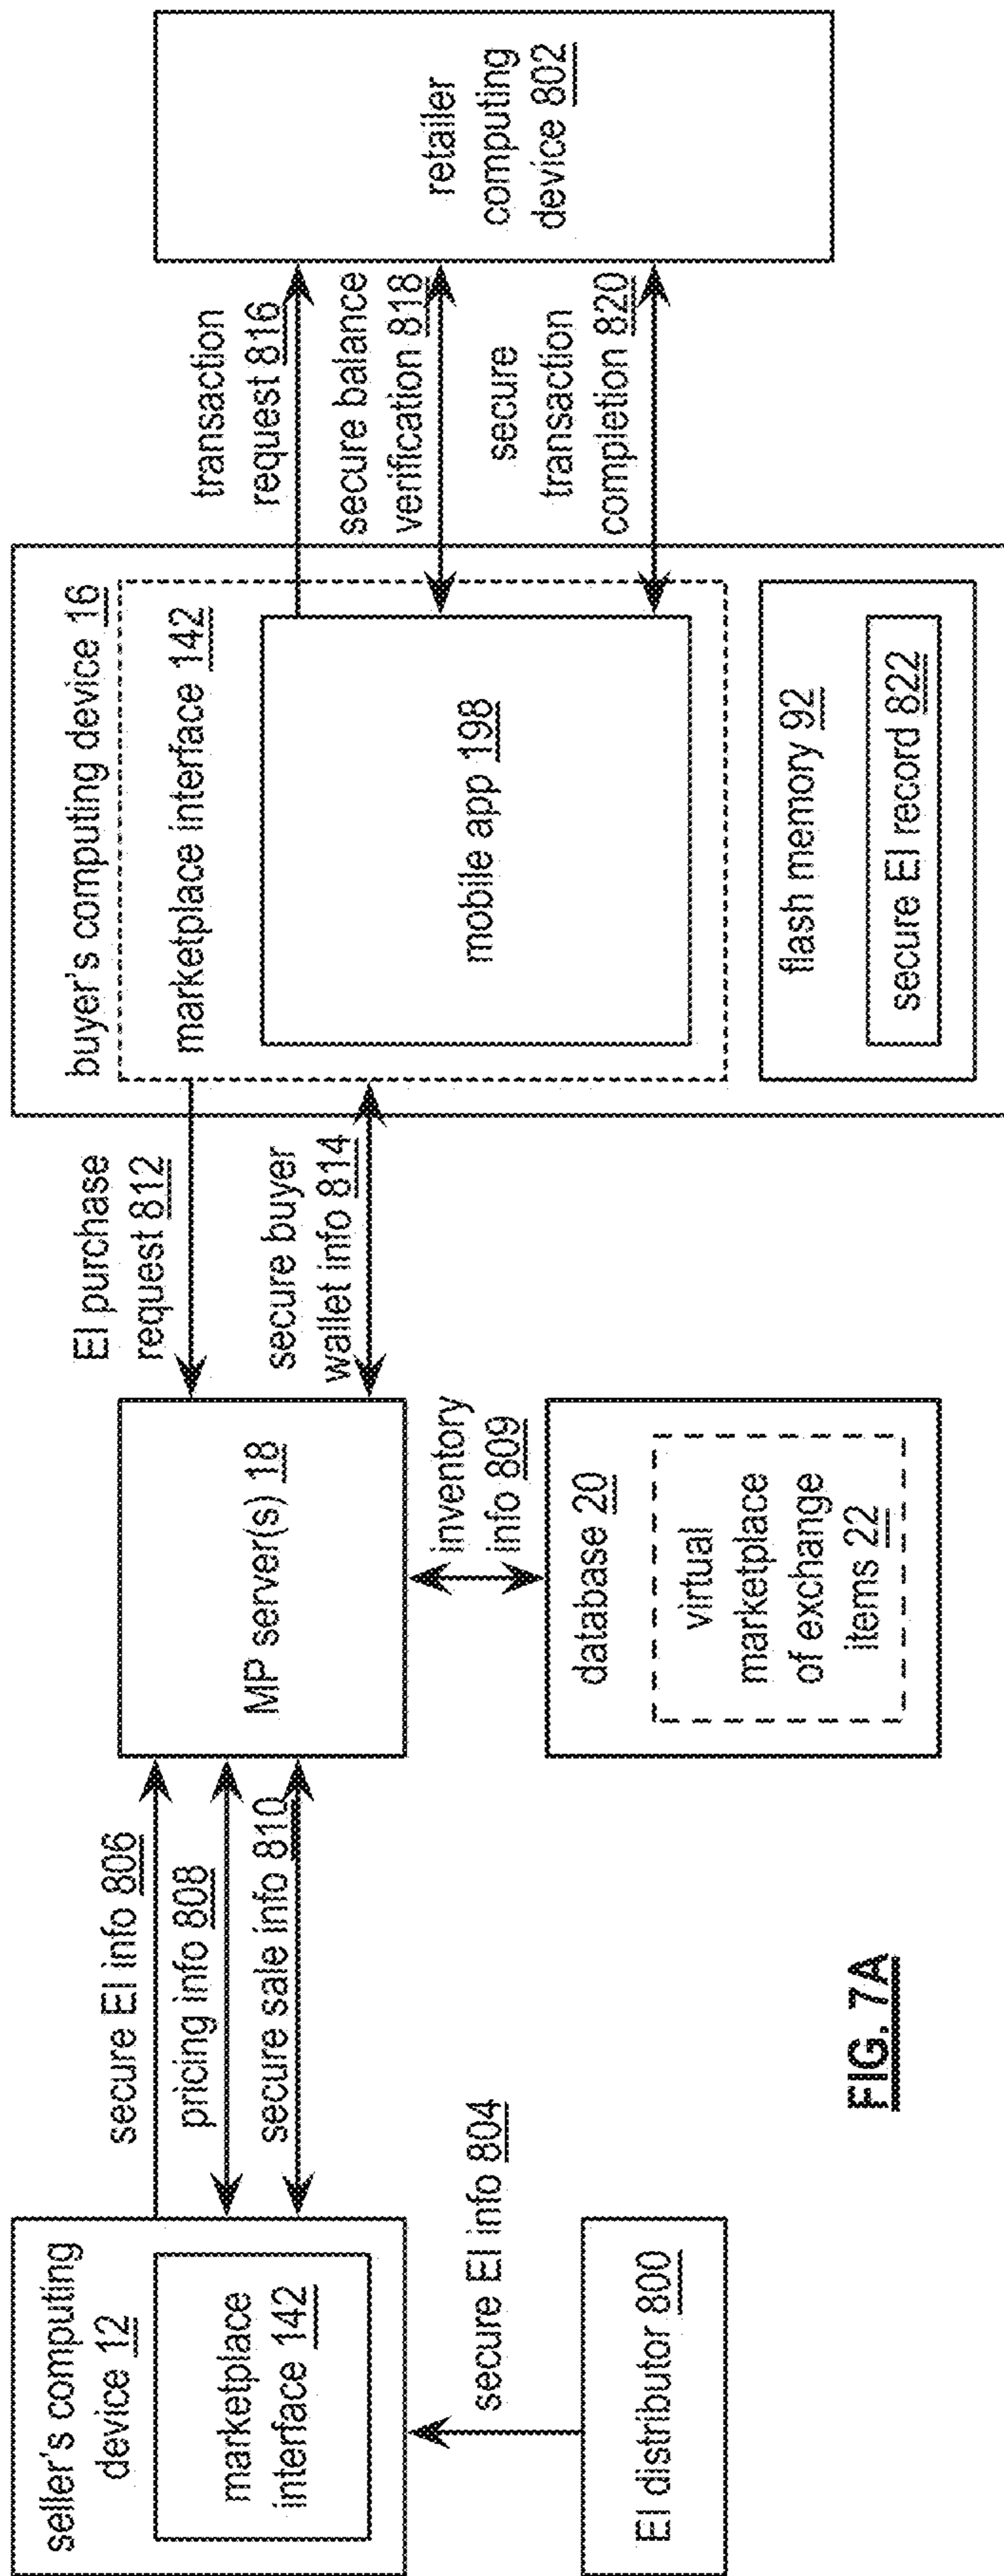 seller's computing
device 12
marketplace
interface 142
EI distributor 800
secure EI info 804
secure EI info 806
pricing info 808
secure sale info 810
MP server(s) 18
inventory
info 809
database 20
virtual
marketplace
of exchange
items 22
EI purchase
request 812
secure buyer
wallet info 814
buyer's computing device 16
marketplace interface 142
mobile app 198
flash memory 92
secure EI record 822
transaction
request 816
secure balance
verification 818
secure
transaction
completion 820
retailer
computing
device 802
FIG. 7A